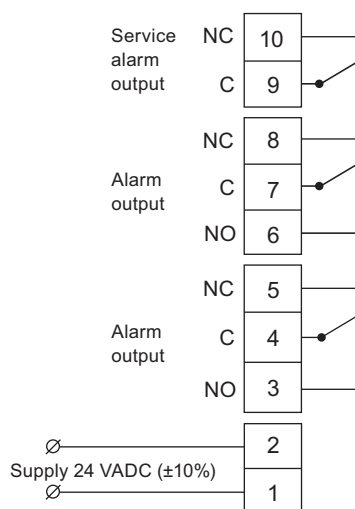 Service
alarm
output
NC 10
C 9
NC 8
Alarm
output
C 7
NO 6
NC 5
Alarm
output
C 4
NO 3
2
Supply 24 VADC (±10%)
1